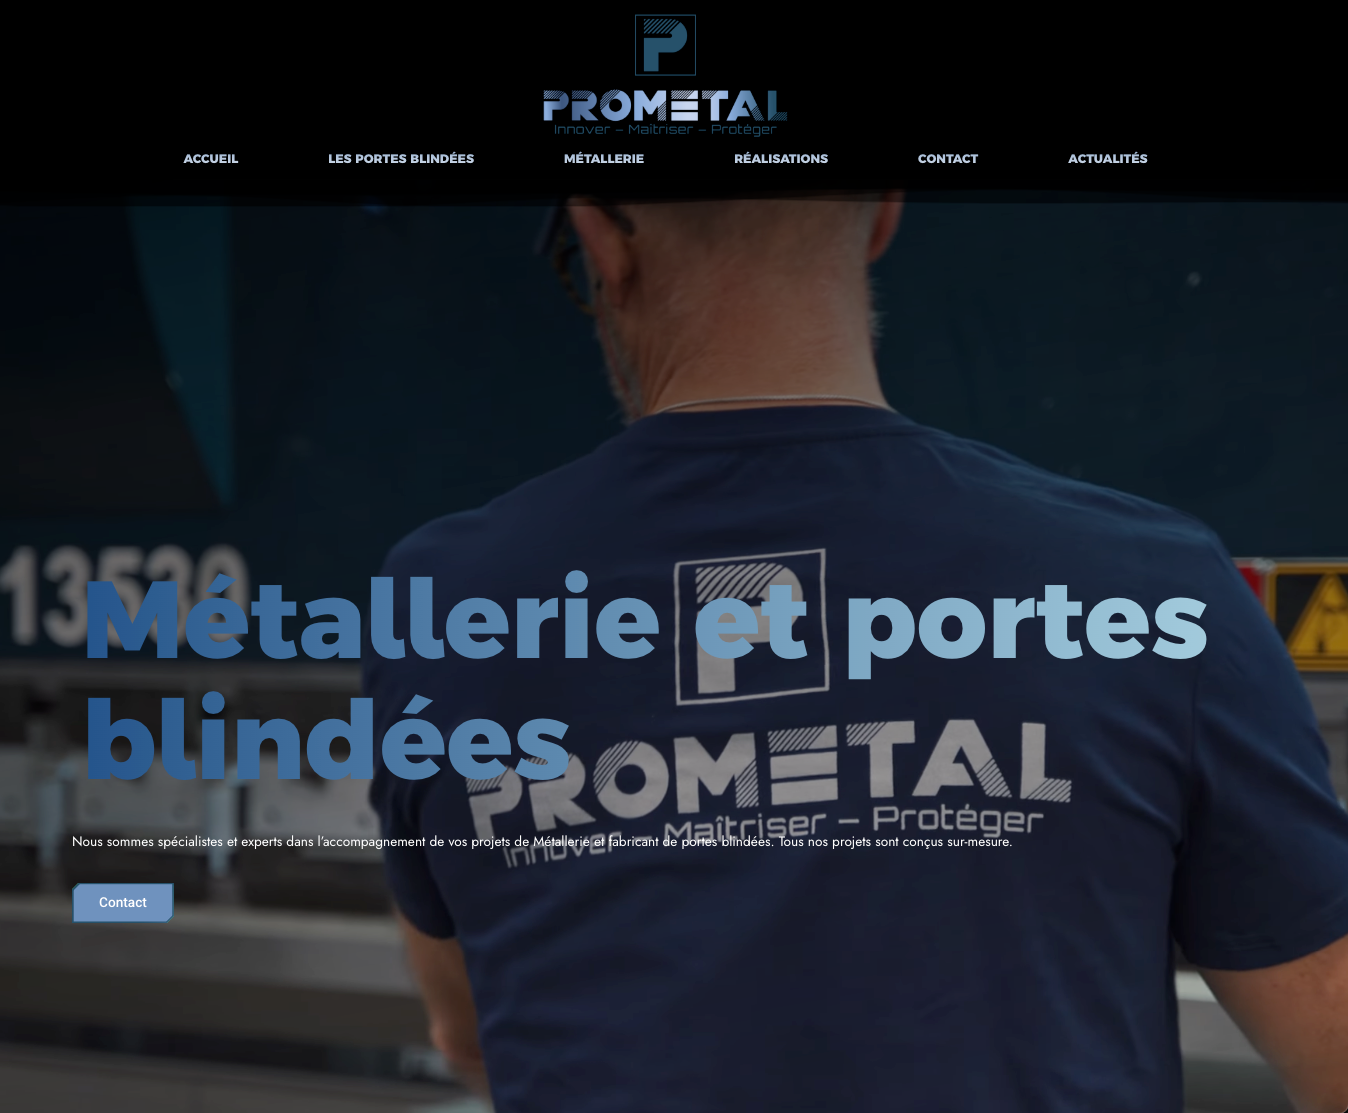 P
PROMETAL
Innover – Maîtriser – Protéger
ACCUEIL LES PORTES BLINDÉES MÉTALLERIE RÉALISATIONS CONTACT ACTUALITÉS
13530
P
Métallerie et portes
blindées
PROMETAL
Innover – Maîtriser – Protéger
Nous sommes spécialistes et experts dans l'accompagnement de vos projets de Métallerie et fabricant de portes blindées. Tous nos projets sont conçus sur-mesure.
Contact